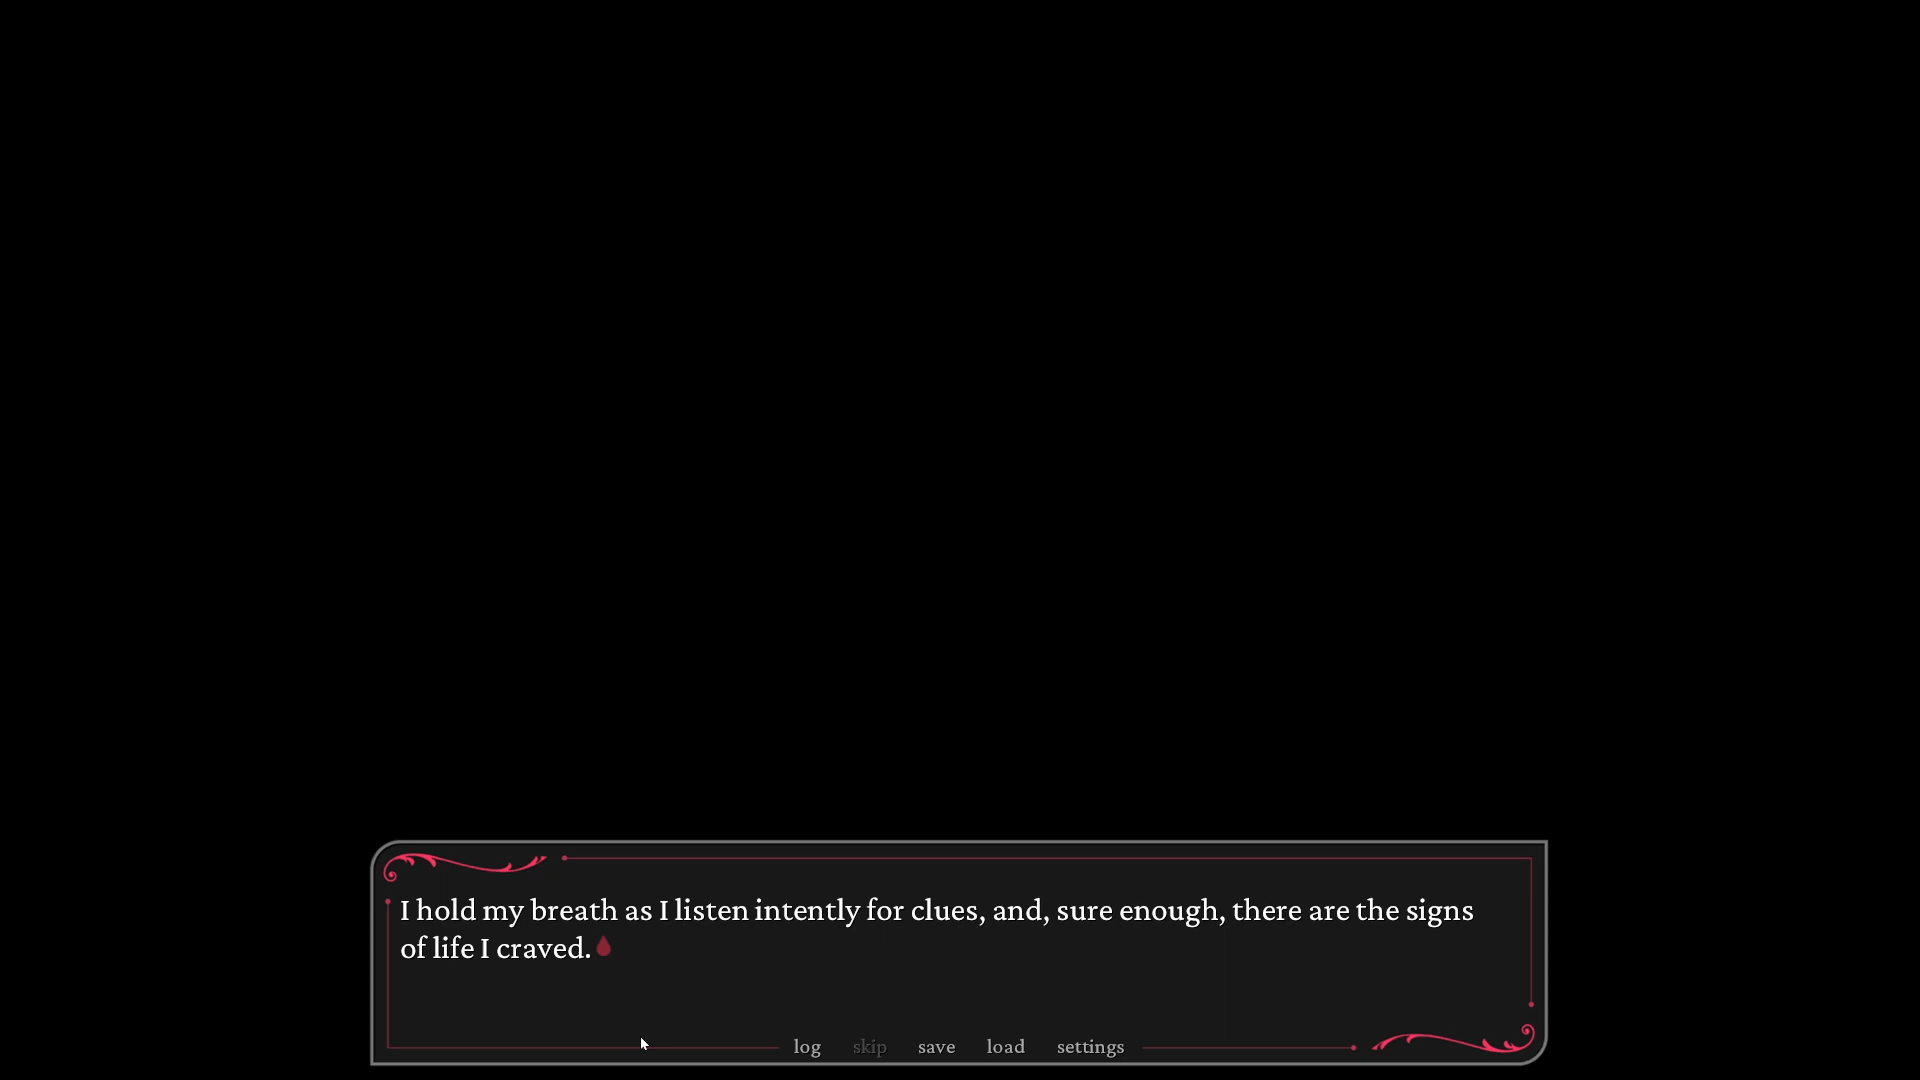 I hold my breath as I listen intently for clues, and, sure enough, there are the signs
of life I craved.
log skip save load settings